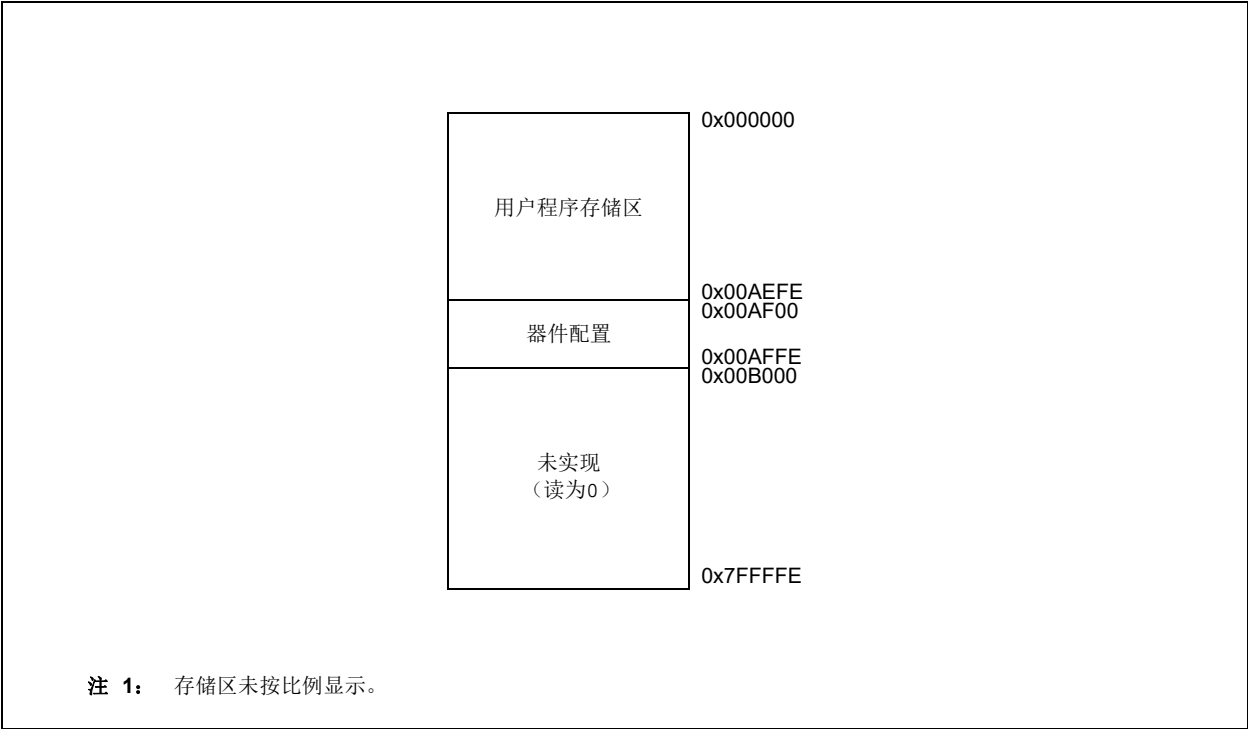 0x000000
用户程序存储区
0x00AEFE
0x00AF00
器件配置
0x00AFFE
0x00B000
未实现
（读为0）
0x7FFFFE
注 1： 存储区未按比例显示。